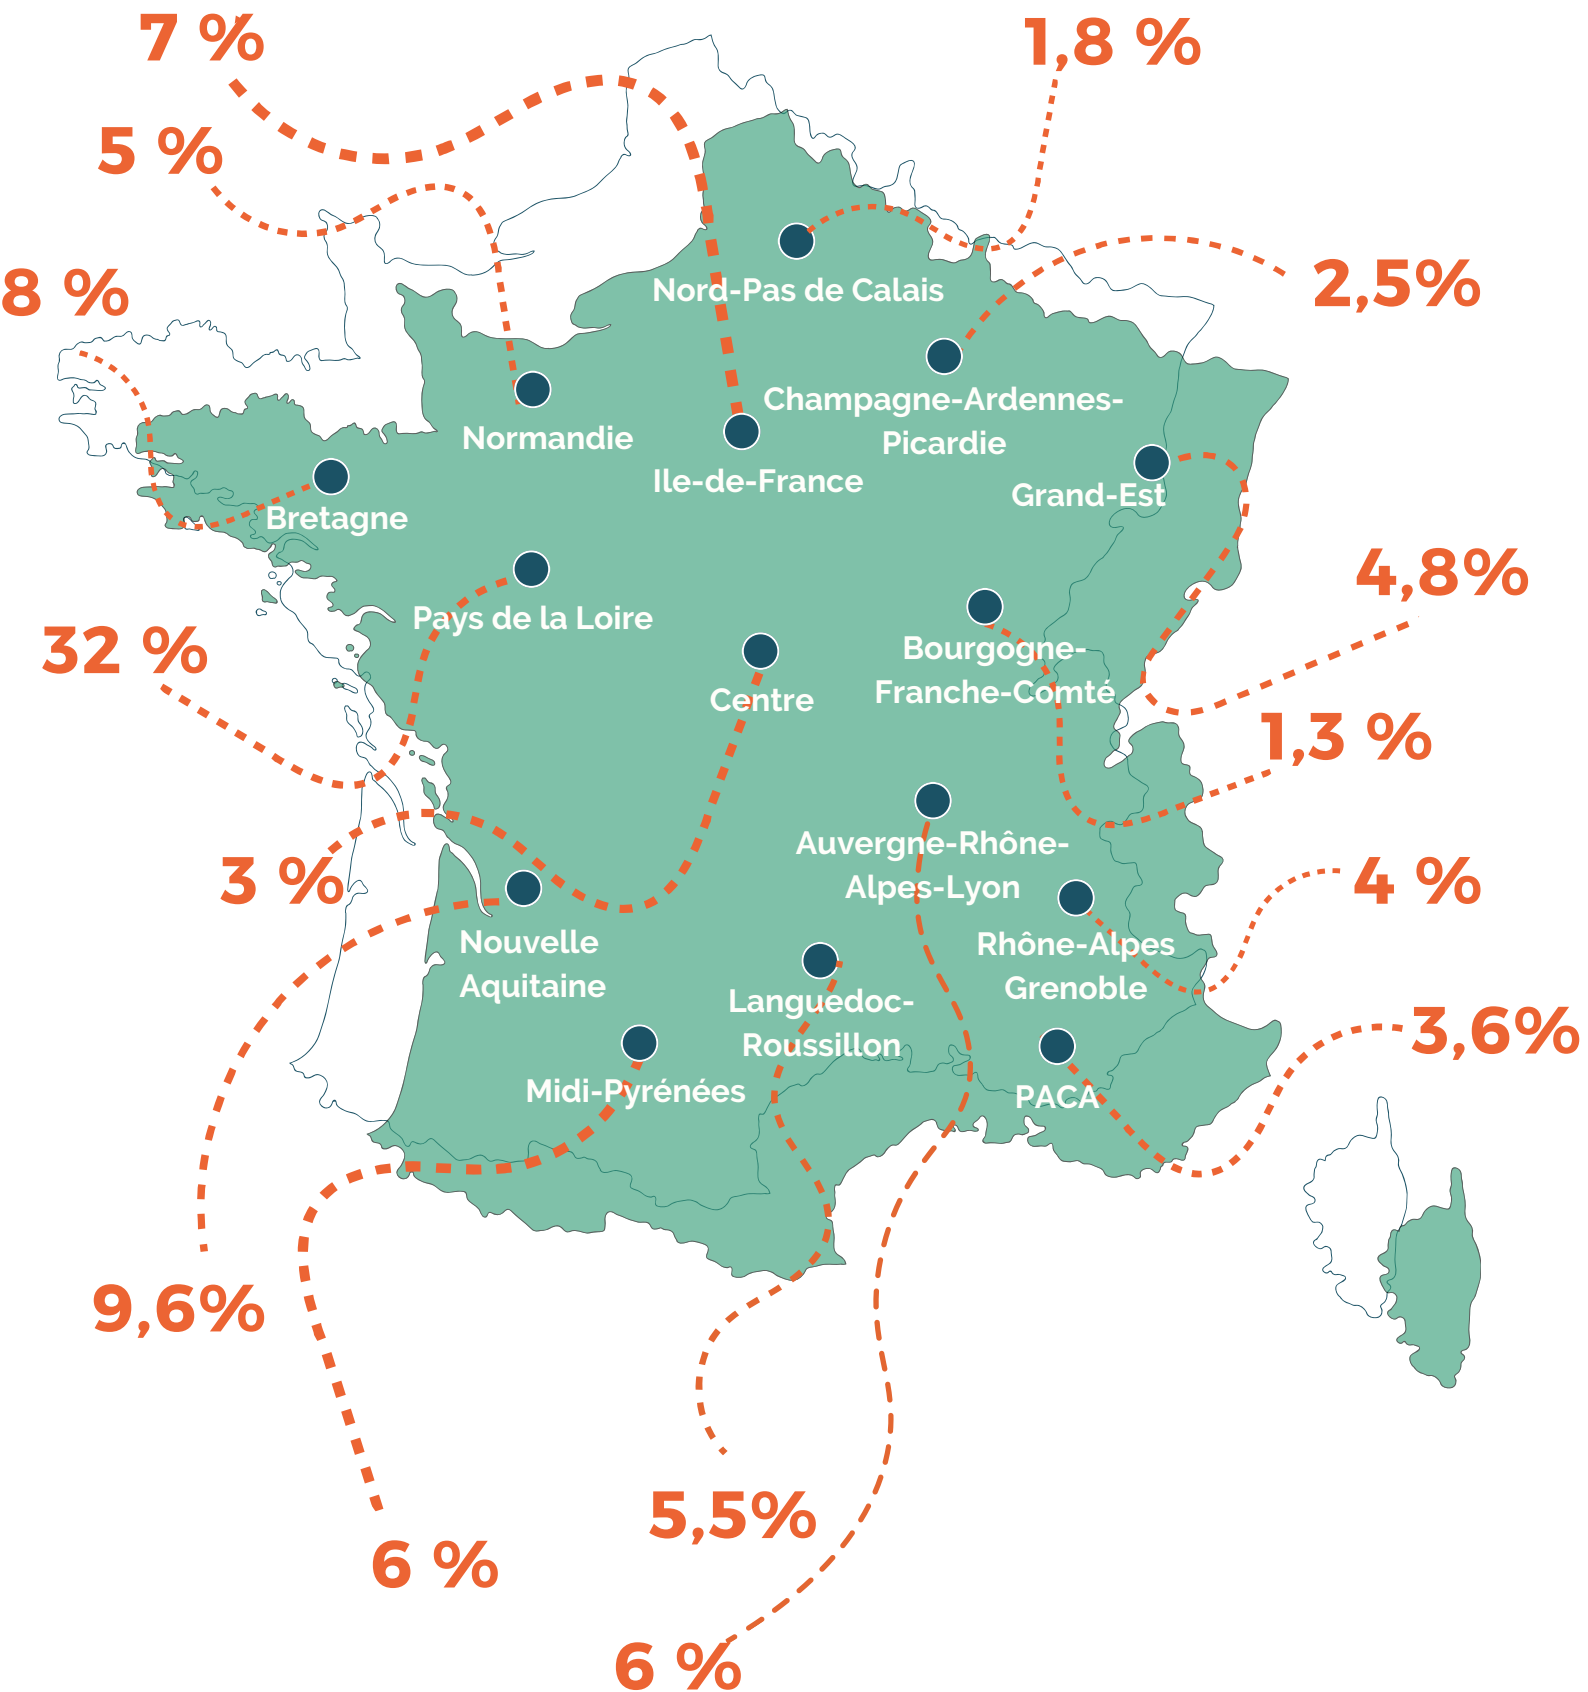 7 %
1,8 %
5 %
2,5%
8 %
Nord-Pas de Calais
Champagne-Ardennes-
Picardie
Normandie
Ile-de-France
Grand-Est
Bretagne
4,8%
Pays de la Loire
32 %
Bourgogne-
Franche-Comté
Centre
1,3 %
Auvergne-Rhône-
Alpes-Lyon
3 %
4 %
Nouvelle
Aquitaine
Rhône-Alpes
Grenoble
Languedoc-
Roussillon
3,6%
Midi-Pyrénées
PACA
9,6%
5,5%
6 %
6 %